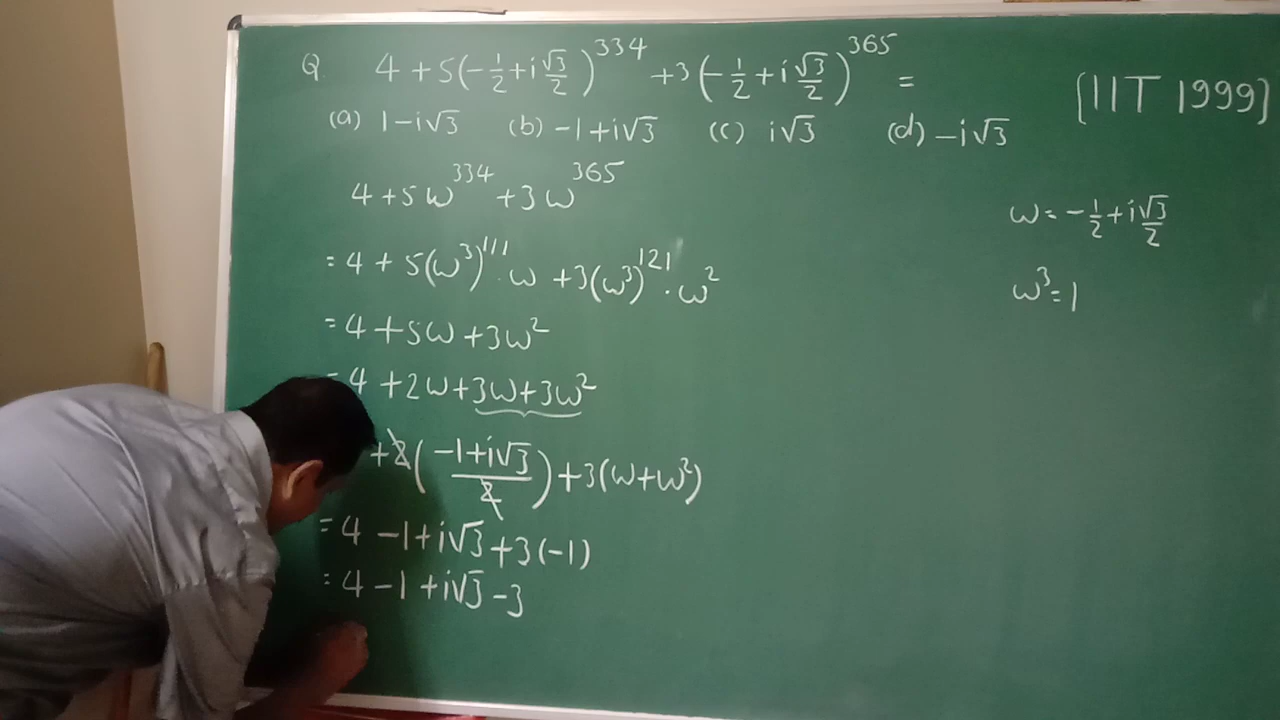 Q. 4 + 5(-1/2 + i√3/2)^334 + 3(-1/2 + i√3/2)^365 = [IIT 1999]
(a) 1-i√3 (b) -1+i√3 (c) i√3 (d) -i√3
4 + 5ω^334 + 3ω^365
ω = -1/2 + i√3/2
= 4 + 5(ω^3)^111 · ω + 3(ω^3)^121 · ω^2
ω^3 = 1
= 4 + 5ω + 3ω^2
= 4 + 2ω + 3ω + 3ω^2
+ 2((-1+i√3)/2) + 3(ω+ω^2)
= 4 -1 + i√3 + 3(-1)
= 4 - 1 + i√3 - 3